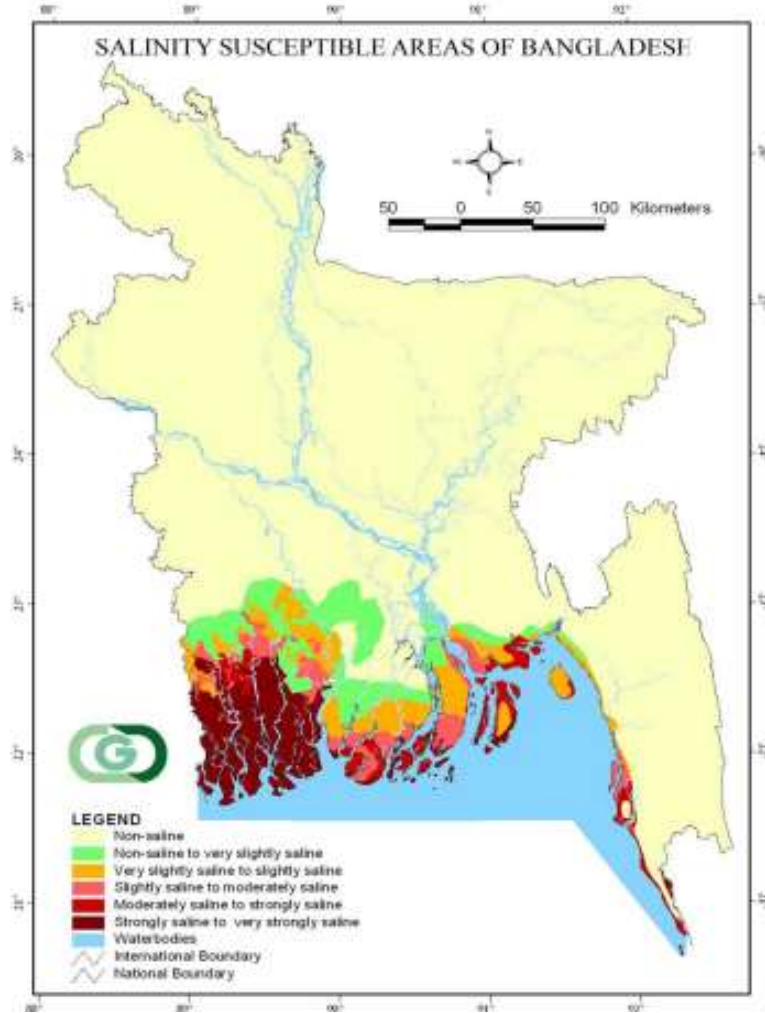 SALINITY SUSCEPTIBLE AREAS OF BANGLADESH
50 0 50 100 Kilometers
G
LEGEND
Non-saline
Non-saline to very slightly saline
Very slightly saline to slightly saline
Slightly saline to moderately saline
Moderately saline to strongly saline
Strongly saline to very strongly saline
Waterbodies
International Boundary
National Boundary